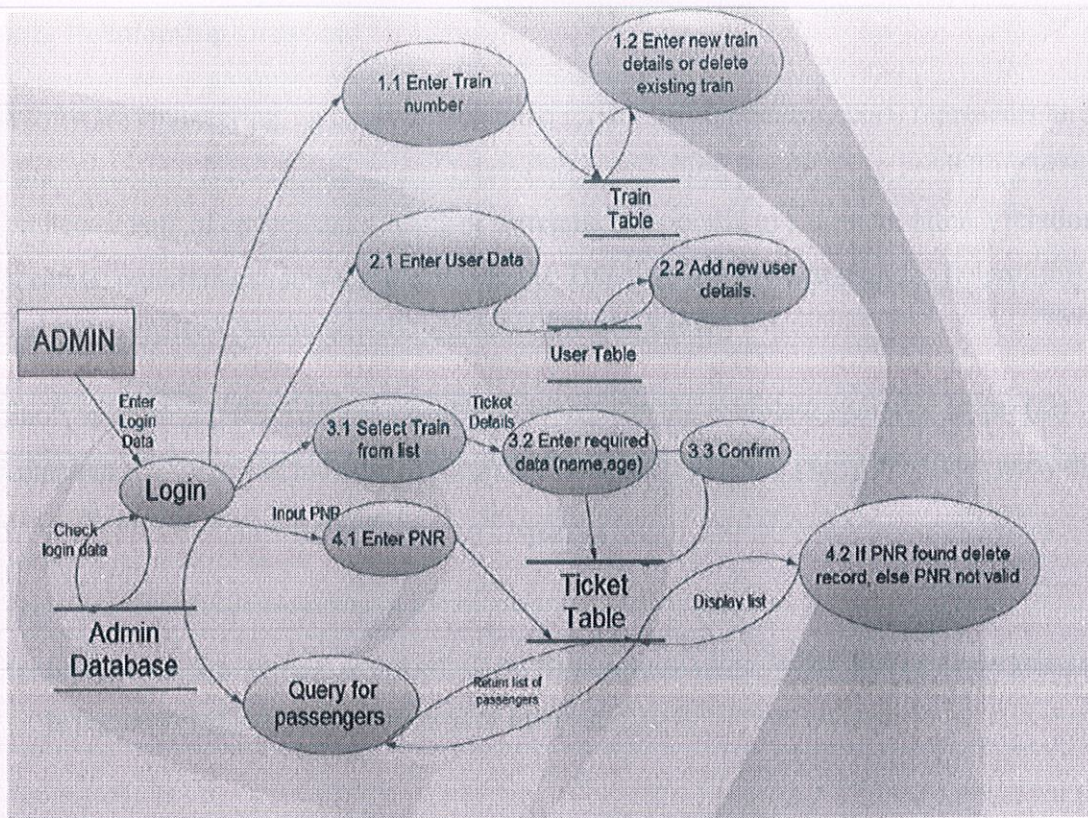 1.2 Enter new train
details or delete
existing train
1.1 Enter Train
number
Train
Table
2.1 Enter User Data
2.2 Add new user
details.
ADMIN
User Table
Enter
Login
Data
Ticket
Details
3.1 Select Train
from list
3.2 Enter required
data (name,age)
3.3 Confirm
Login
Input PNR
4.1 Enter PNR
Check
login data
4.2 If PNR found delete
record, else PNR not valid
Ticket
Table
Display list
Admin
Database
Query for
passengers
Return list of
passengers